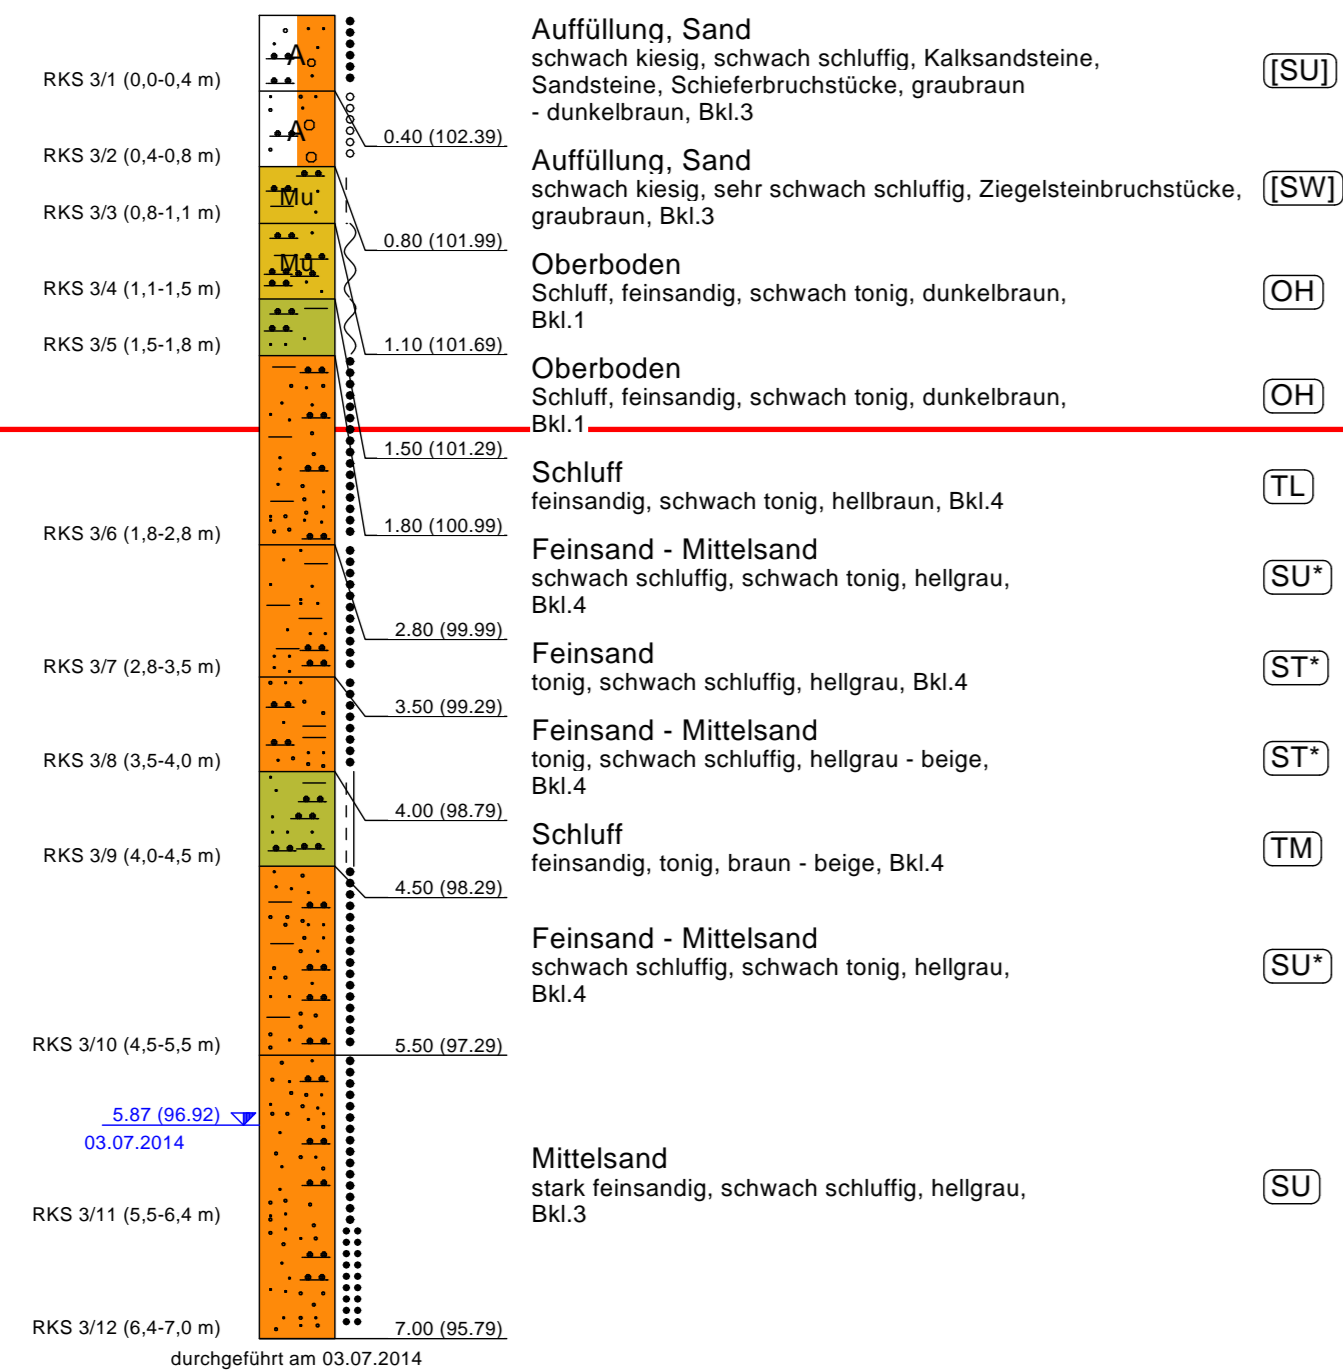 Auffüllung, Sand
schwach kiesig, schwach schluffig, Kalksandsteine,
Sandsteine, Schieferbruchstücke, graubraun
- dunkelbraun, Bkl.3
[SU]
A
RKS 3/1 (0,0-0,4 m)
0.40 (102.39)
A
RKS 3/2 (0,4-0,8 m)
Auffüllung, Sand
schwach kiesig, sehr schwach schluffig, Ziegelsteinbruchstücke,
graubraun, Bkl.3
[SW]
Mu
RKS 3/3 (0,8-1,1 m)
0.80 (101.99)
Oberboden
Schluff, feinsandig, schwach tonig, dunkelbraun,
Bkl.1
OH
Mu
RKS 3/4 (1,1-1,5 m)
RKS 3/5 (1,5-1,8 m)
1.10 (101.69)
Oberboden
Schluff, feinsandig, schwach tonig, dunkelbraun,
Bkl.1
OH
1.50 (101.29)
Schluff
feinsandig, schwach tonig, hellbraun, Bkl.4
TL
RKS 3/6 (1,8-2,8 m)
1.80 (100.99)
Feinsand - Mittelsand
schwach schluffig, schwach tonig, hellgrau,
Bkl.4
SU*
2.80 (99.99)
Feinsand
tonig, schwach schluffig, hellgrau, Bkl.4
ST*
RKS 3/7 (2,8-3,5 m)
3.50 (99.29)
Feinsand - Mittelsand
tonig, schwach schluffig, hellgrau - beige,
Bkl.4
ST*
RKS 3/8 (3,5-4,0 m)
4.00 (98.79)
Schluff
feinsandig, tonig, braun - beige, Bkl.4
TM
RKS 3/9 (4,0-4,5 m)
4.50 (98.29)
Feinsand - Mittelsand
schwach schluffig, schwach tonig, hellgrau,
Bkl.4
SU*
RKS 3/10 (4,5-5,5 m)
5.50 (97.29)
5.87 (96.92)
03.07.2014
Mittelsand
stark feinsandig, schwach schluffig, hellgrau,
Bkl.3
SU
RKS 3/11 (5,5-6,4 m)
RKS 3/12 (6,4-7,0 m)
7.00 (95.79)
durchgeführt am 03.07.2014